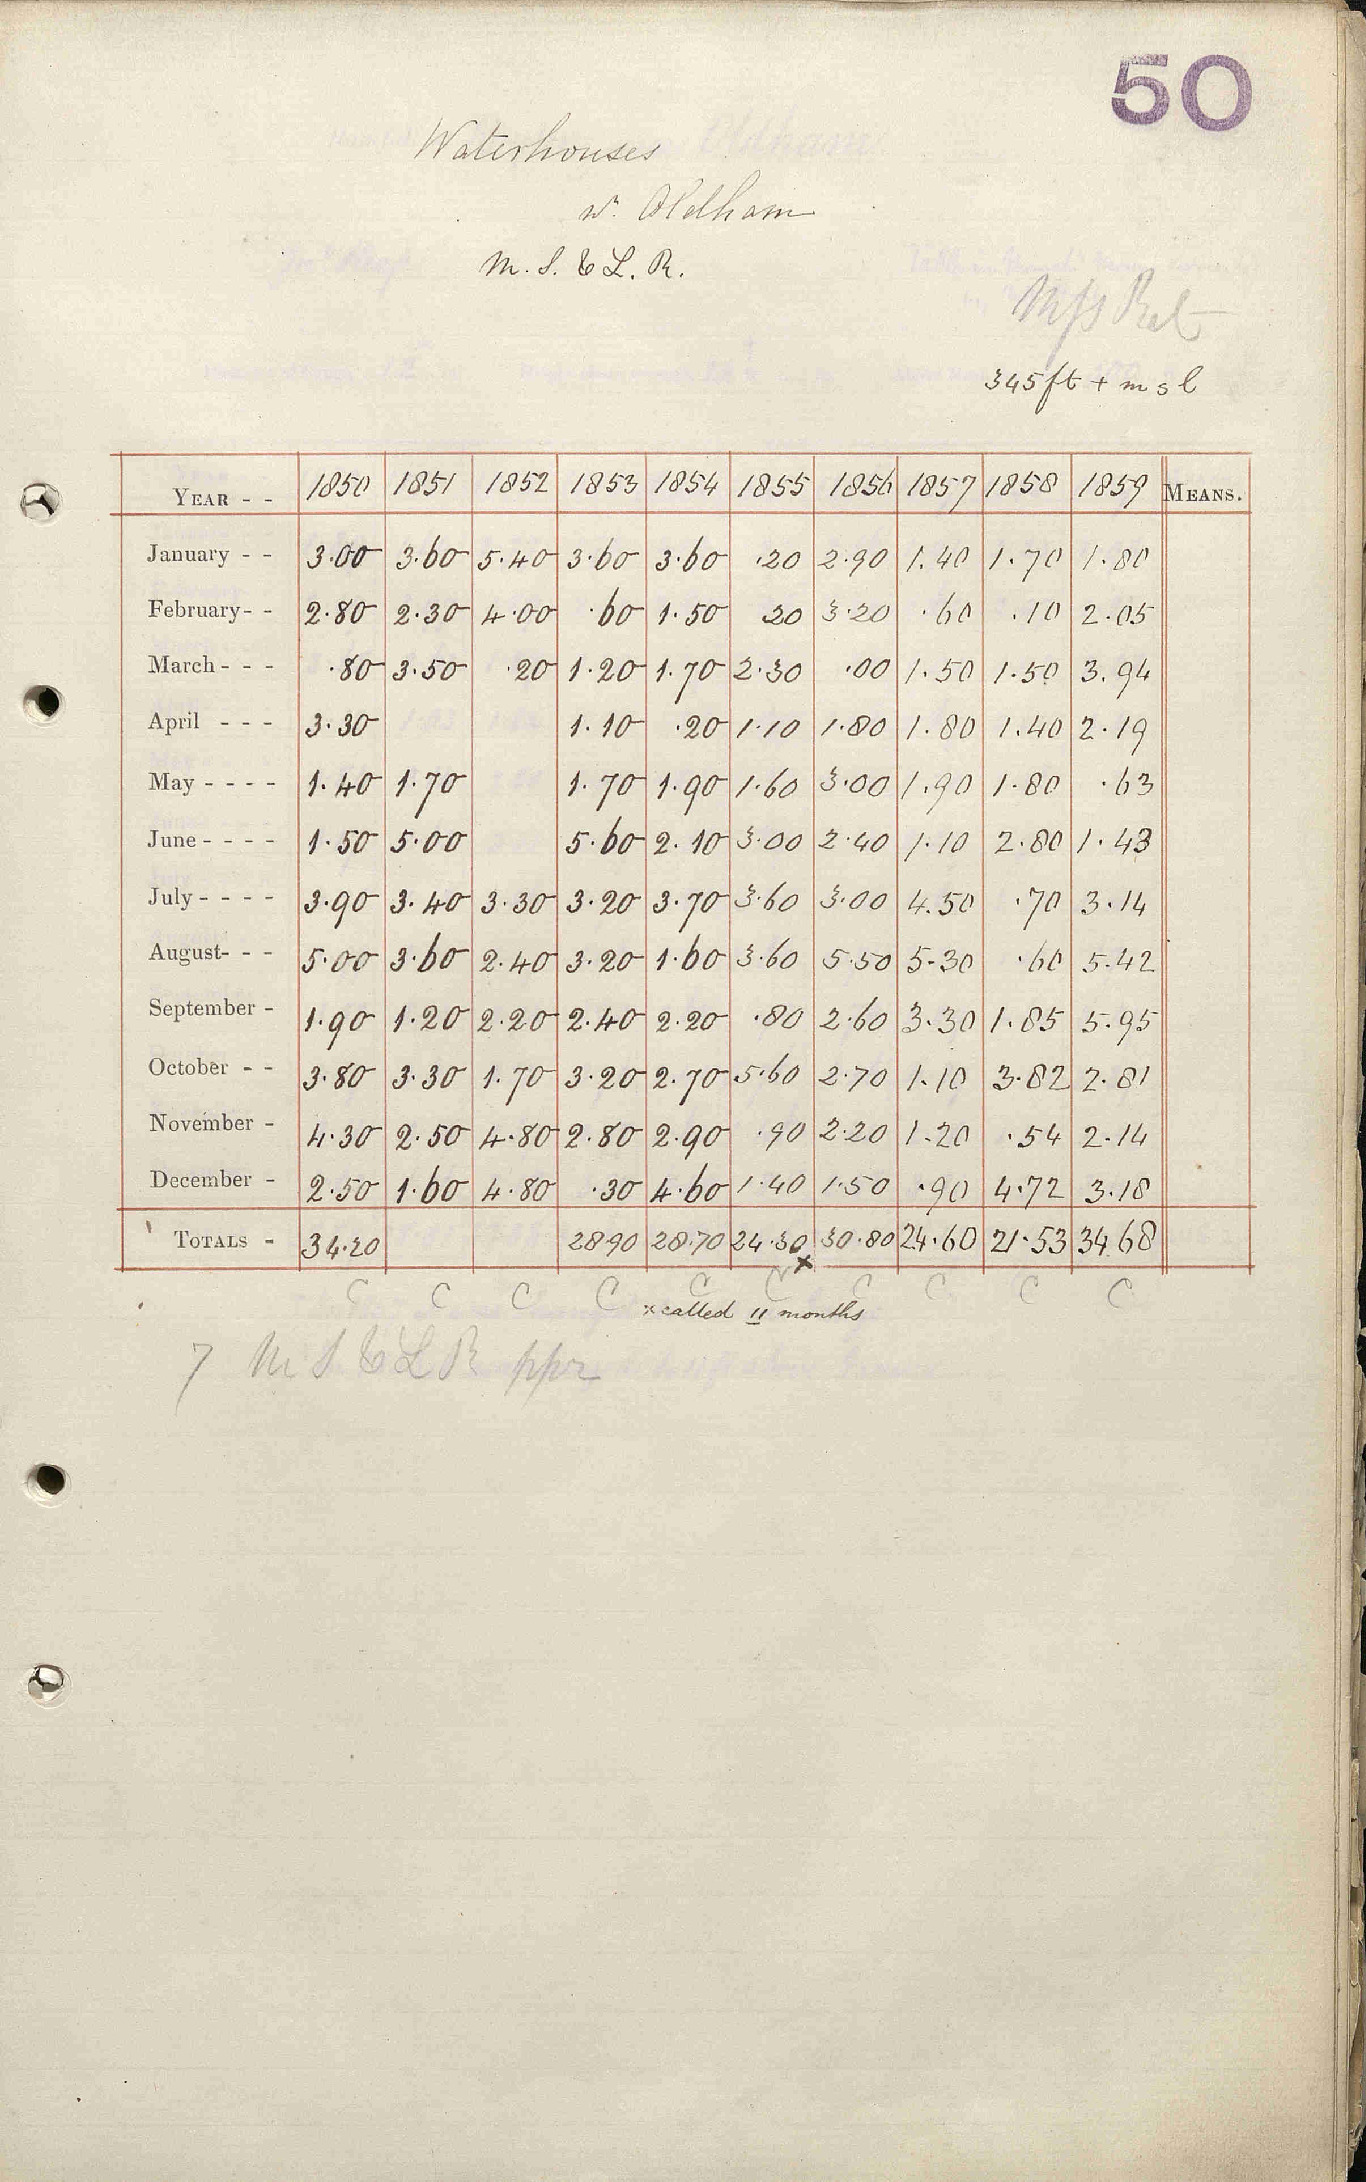 50
Waterhouses
nr. Oldham
M. S. & L. R.
345 ft + m s l
YEAR - - 1850 1851 1852 1853 1854 1855 1856 1857 1858 1859 MEANS.
January - - 3.00 3.60 5.40 3.60 3.60 .20 2.90 1.40 1.70 1.80
February - - 2.80 2.30 4.00 .60 1.50 .20 3.20 .60 .10 2.05
March - - - .80 3.50 .20 1.20 1.70 2.30 .00 1.50 1.50 3.94
April - - - 3.30 1.10 .20 1.10 1.80 1.80 1.40 2.19
May - - - - 1.40 1.70 1.70 1.90 1.60 3.00 1.90 1.80 .63
June - - - - 1.50 5.00 5.60 2.10 3.00 2.40 1.10 2.80 1.43
July - - - - 3.90 3.40 3.30 3.20 3.70 3.60 3.00 4.50 .70 3.14
August- - - 5.00 3.60 2.40 3.20 1.60 3.60 5.50 5.30 .60 5.42
September - 1.90 1.20 2.20 2.40 2.20 .80 2.60 3.30 1.85 5.95
October - - 3.80 3.30 1.70 3.20 2.70 5.60 2.70 1.10 3.82 2.81
November - 4.30 2.50 4.80 2.80 2.90 .90 2.20 1.20 .54 2.14
December - 2.50 1.60 4.80 .30 4.60 1.40 1.50 .90 4.72 3.18
TOTALS - 34.20 28.90 28.70 24.30 x 30.80 24.60 21.53 34.68
C C C C C C C C C C
x called 11 months
7 M S & L R ppr